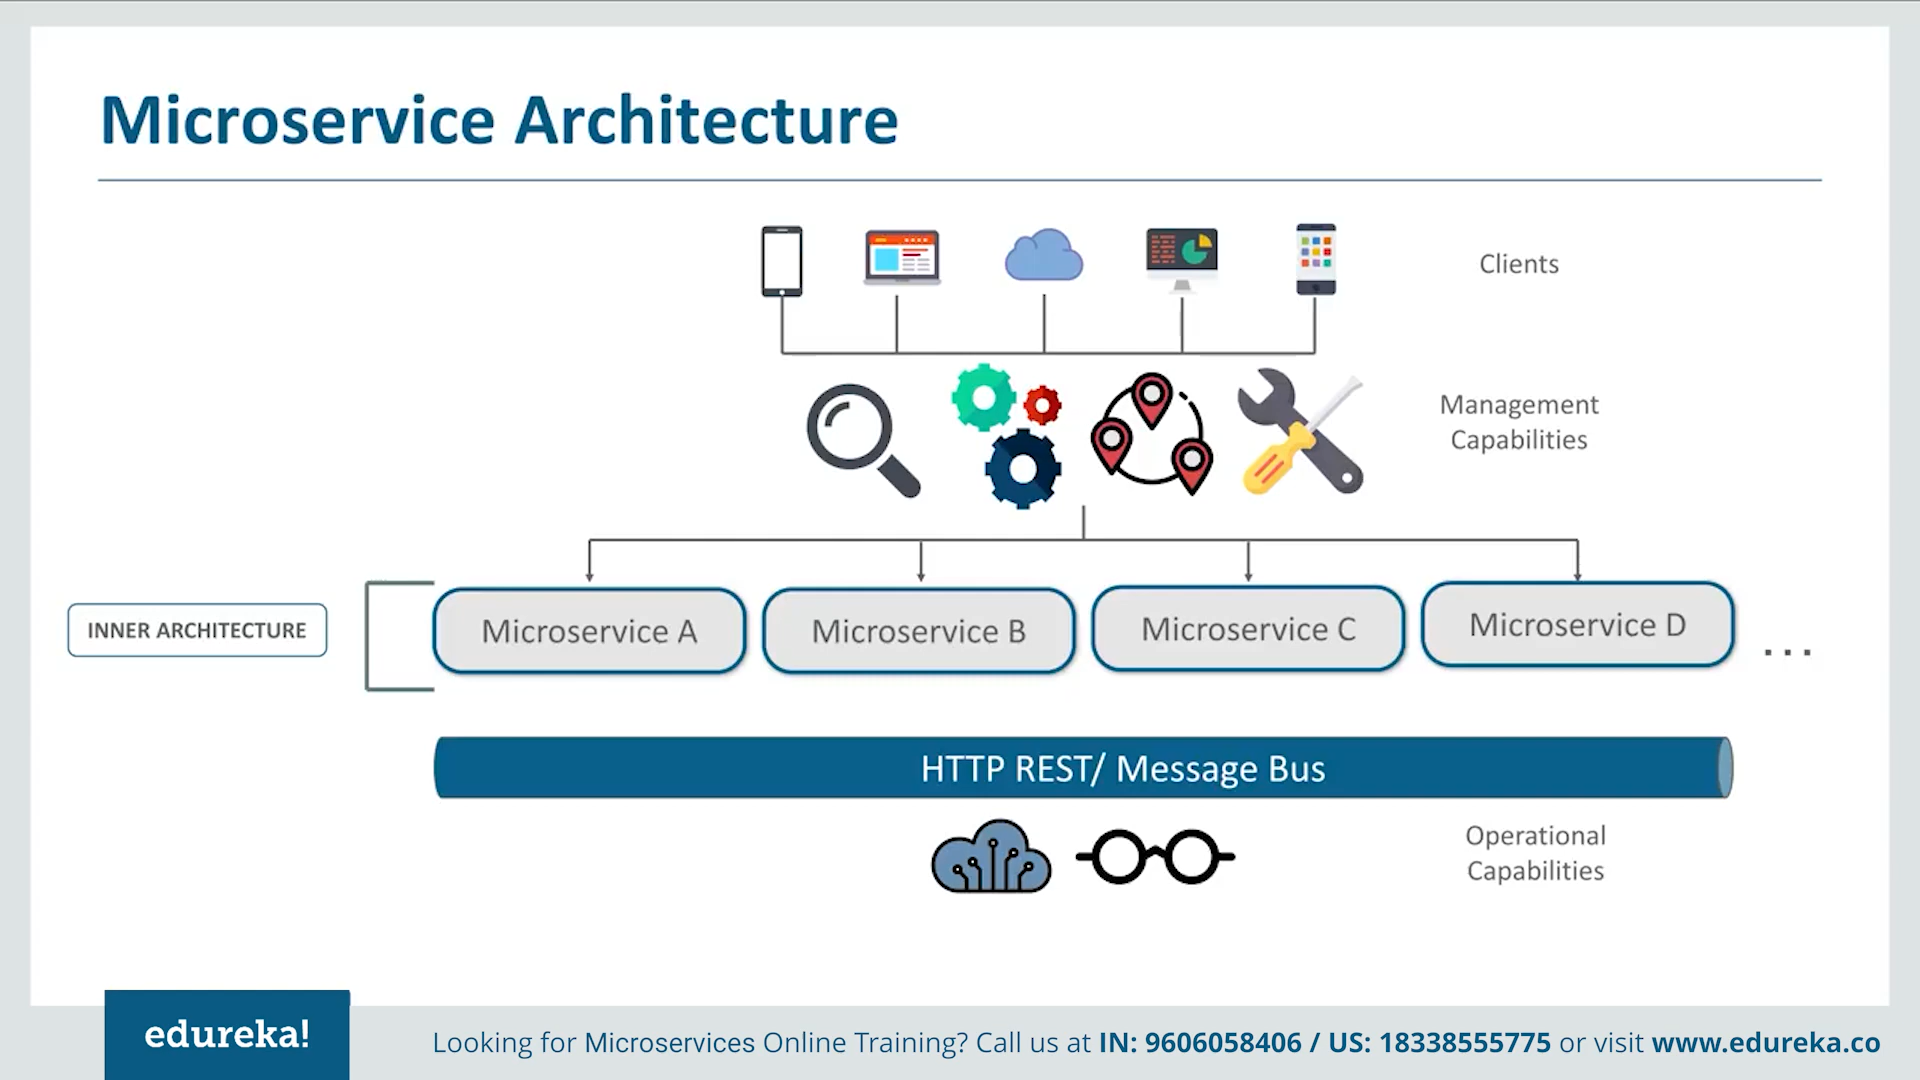 Microservice Architecture
Clients
Management
Capabilities
INNER ARCHITECTURE
Microservice A
Microservice B
Microservice C
Microservice D
...
HTTP REST/ Message Bus
Operational
Capabilities
edureka!
Looking for Microservices Online Training? Call us at IN: 9606058406 / US: 18338555775 or visit www.edureka.co